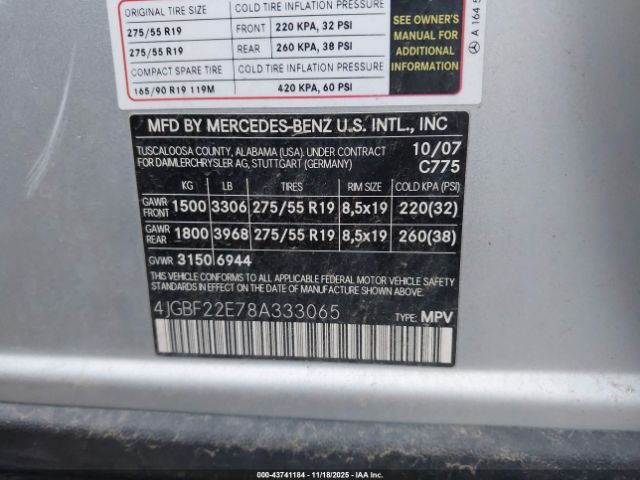 ORIGINAL TIRE SIZE COLD TIRE INFLATION PRESSURE
275/55 R19 FRONT 220 KPA, 32 PSI
275/55 R19 REAR 260 KPA, 38 PSI
COMPACT SPARE TIRE COLD TIRE INFLATION PRESSURE
165/90 R19 119M 420 KPA, 60 PSI
SEE OWNER'S
MANUAL FOR
ADDITIONAL
INFORMATION
A 164 5
MFD BY MERCEDES-BENZ U.S. INTL., INC
TUSCALOOSA COUNTY, ALABAMA (USA). UNDER CONTRACT 10/07
FOR DAIMLERCHRYSLER AG, STUTTGART (GERMANY) C775
KG LB TIRES RIM SIZE COLD KPA (PSI)
GAWR FRONT 1500 3306 275/55 R19 8,5x19 220(32)
GAWR REAR 1800 3968 275/55 R19 8,5x19 260(38)
GVWR 3150 6944
THIS VEHICLE CONFORMS TO ALL APPLICABLE FEDERAL MOTOR VEHICLE SAFETY
STANDARDS IN EFFECT ON THE DATE OF MANUFACTURE SHOWN ABOVE.
4JGBF22E78A333065 TYPE: MPV
000-43741184 - 11/18/2025 - IAA Inc.